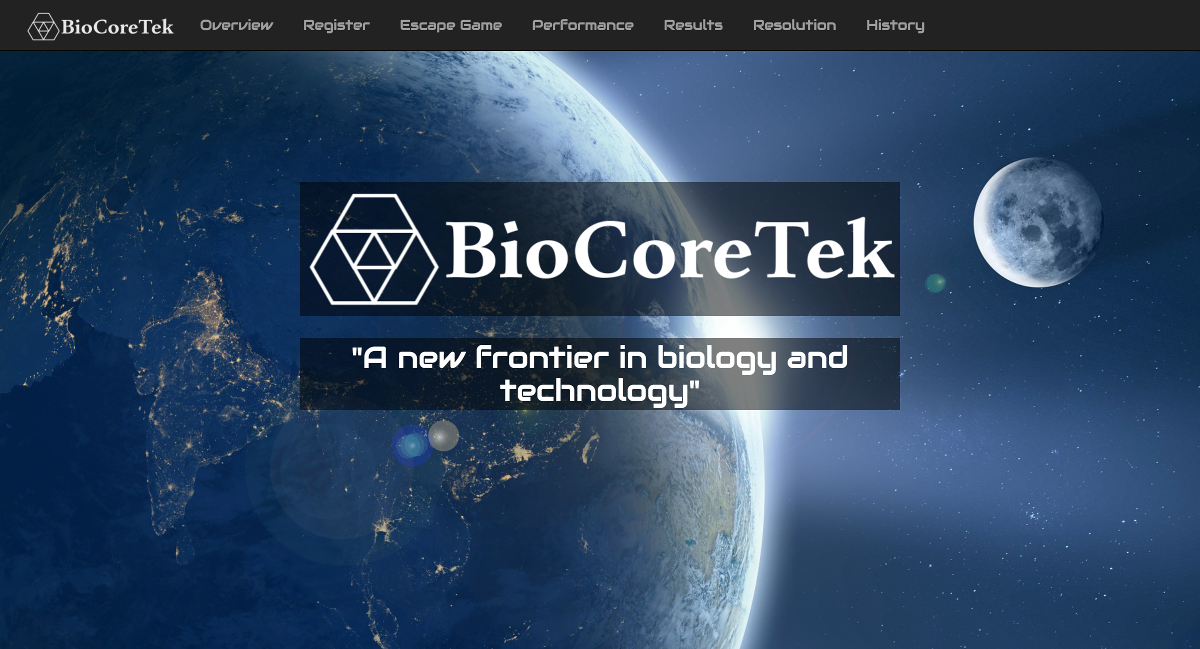 BioCoreTek Overview Register Escape Game Performance Results Resolution History
BioCoreTek
"A new frontier in biology and
technology"